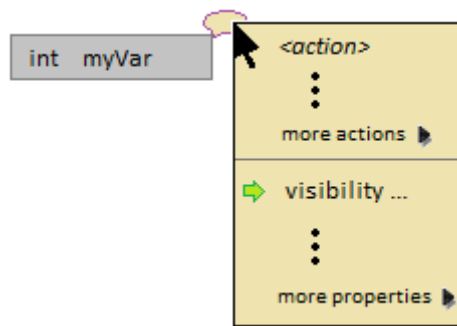 <action>
int myVar
more actions
visibility ...
more properties